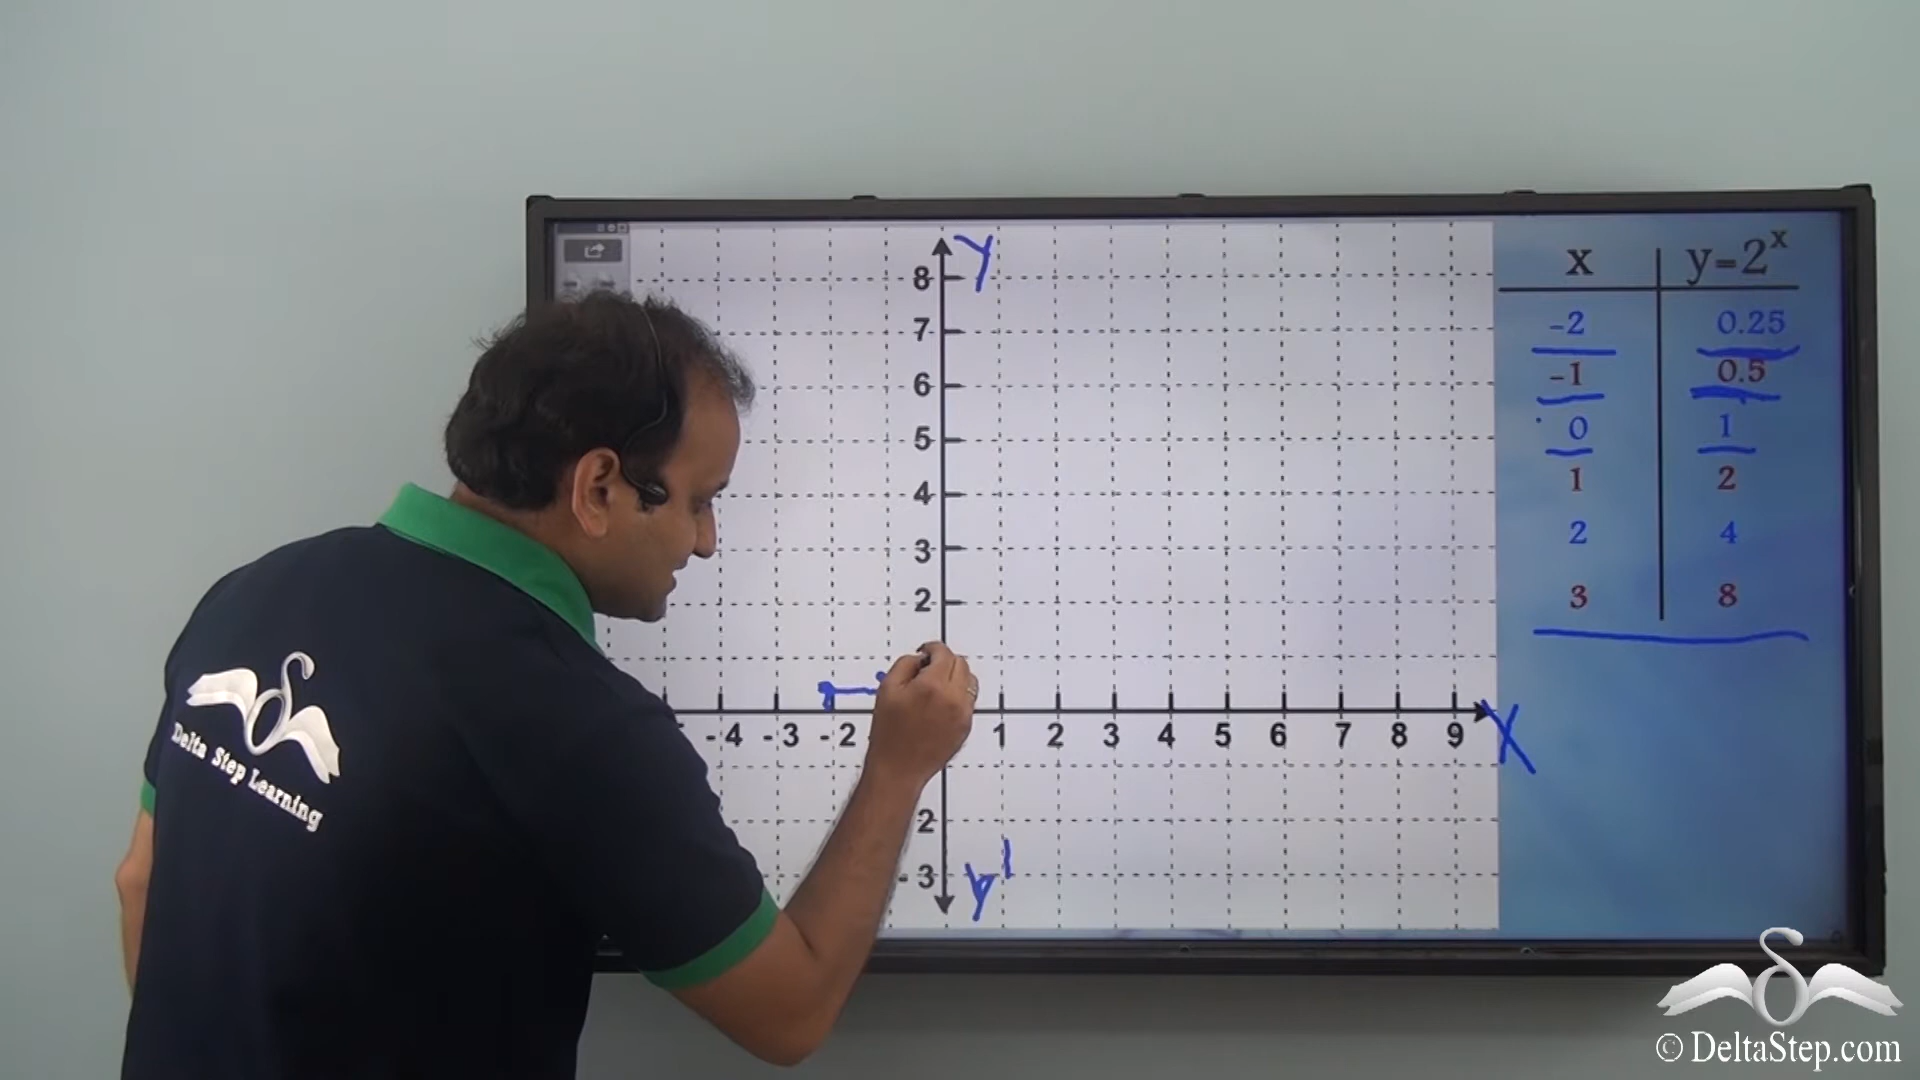 x y=2ˣ
-2 0.25
-1 0.5
0 1
1 2
2 4
3 8
Y
8
7
6
5
4
3
2
-4 -3 -2 1 2 3 4 5 6 7 8 9 X
2
-3 y'
Delta Step Learning
© DeltaStep.com